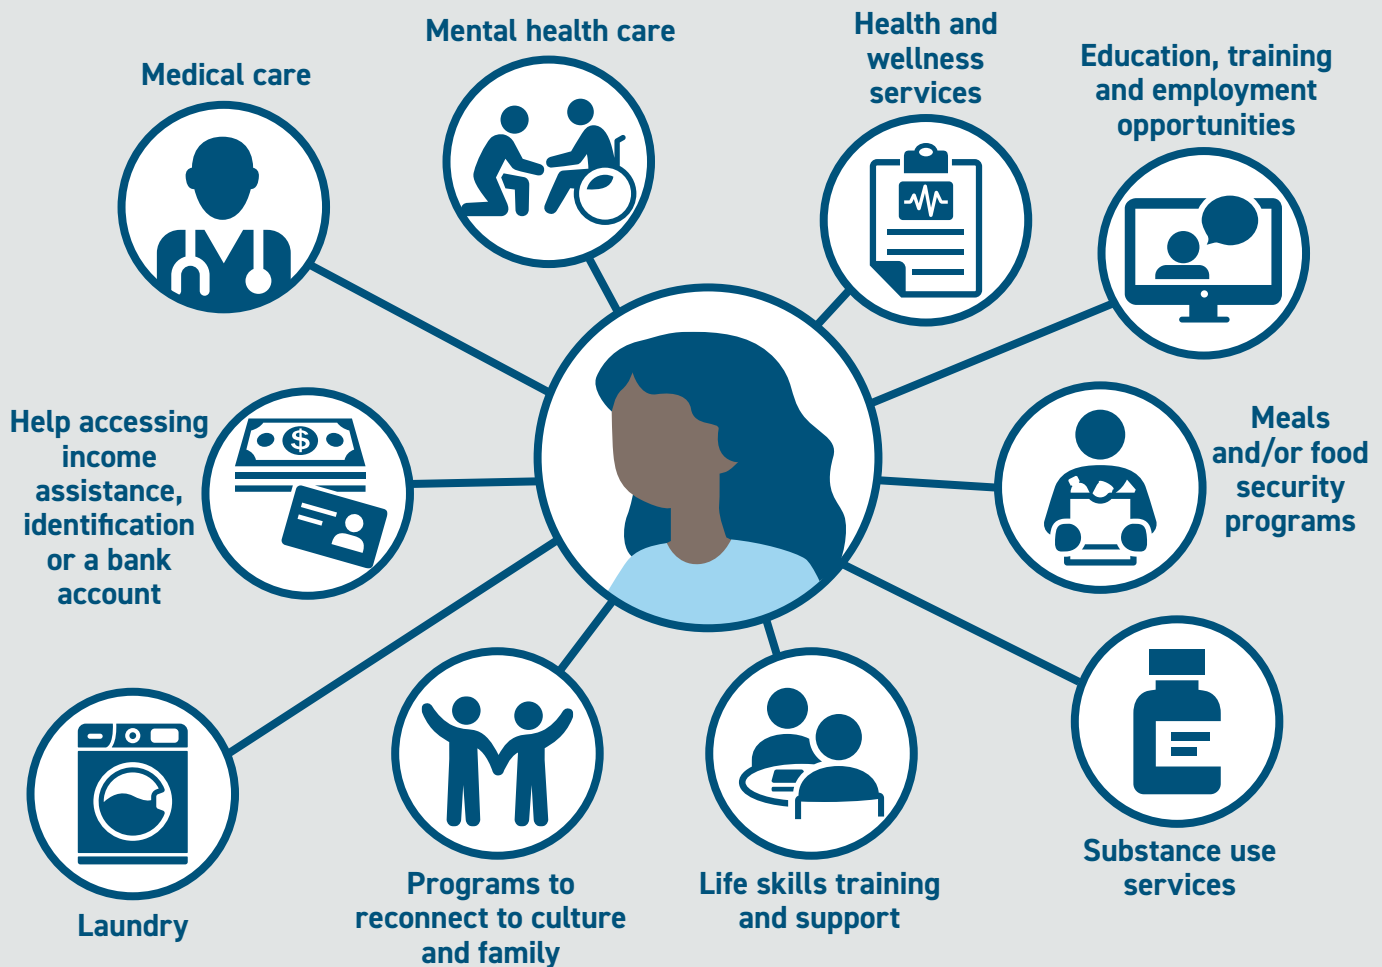 Mental health care
Health and
wellness
services
Education, training
and employment
opportunities
Medical care
Help accessing
income
assistance,
identification
or a bank
account
$
Meals
and/or food
security
programs
Laundry
Programs to
reconnect to culture
and family
Life skills training
and support
Substance use
services